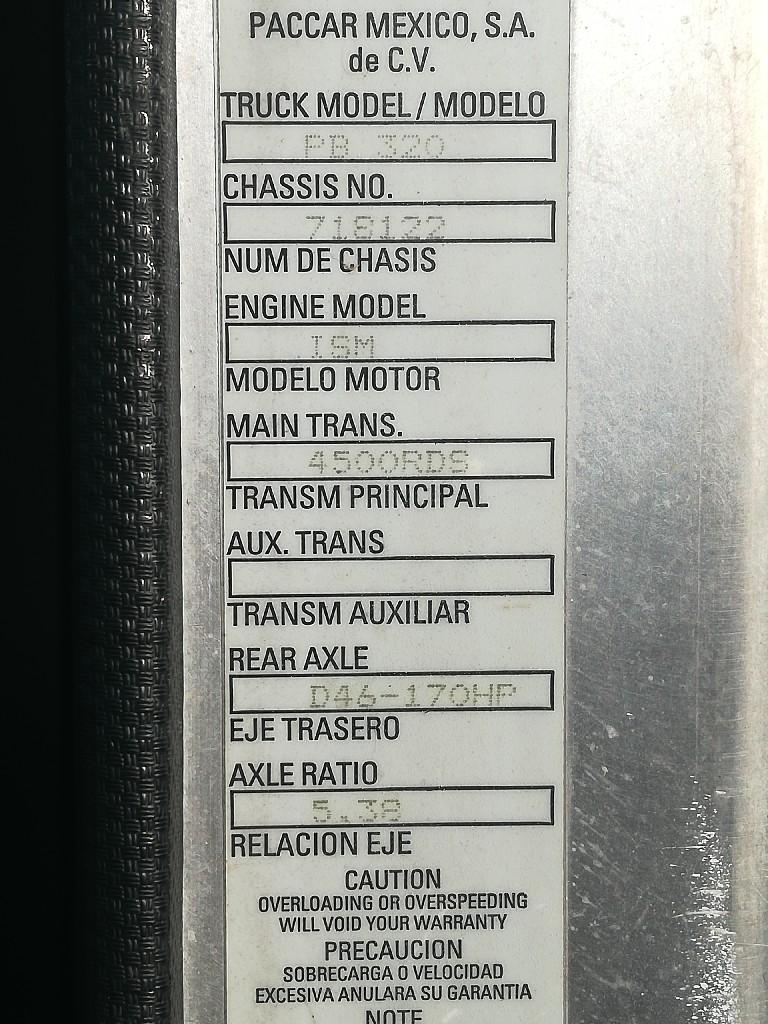 PACCAR MEXICO, S.A.
de C.V.
TRUCK MODEL / MODELO
PB 320
CHASSIS NO.
718122
NUM DE CHASIS
ENGINE MODEL
ISM
MODELO MOTOR
MAIN TRANS.
4500RDS
TRANSM PRINCIPAL
AUX. TRANS
TRANSM AUXILIAR
REAR AXLE
D46-170HP
EJE TRASERO
AXLE RATIO
5.38
RELACION EJE
CAUTION
OVERLOADING OR OVERSPEEDING
WILL VOID YOUR WARRANTY
PRECAUCION
SOBRECARGA O VELOCIDAD
EXCESIVA ANULARA SU GARANTIA
NOTE